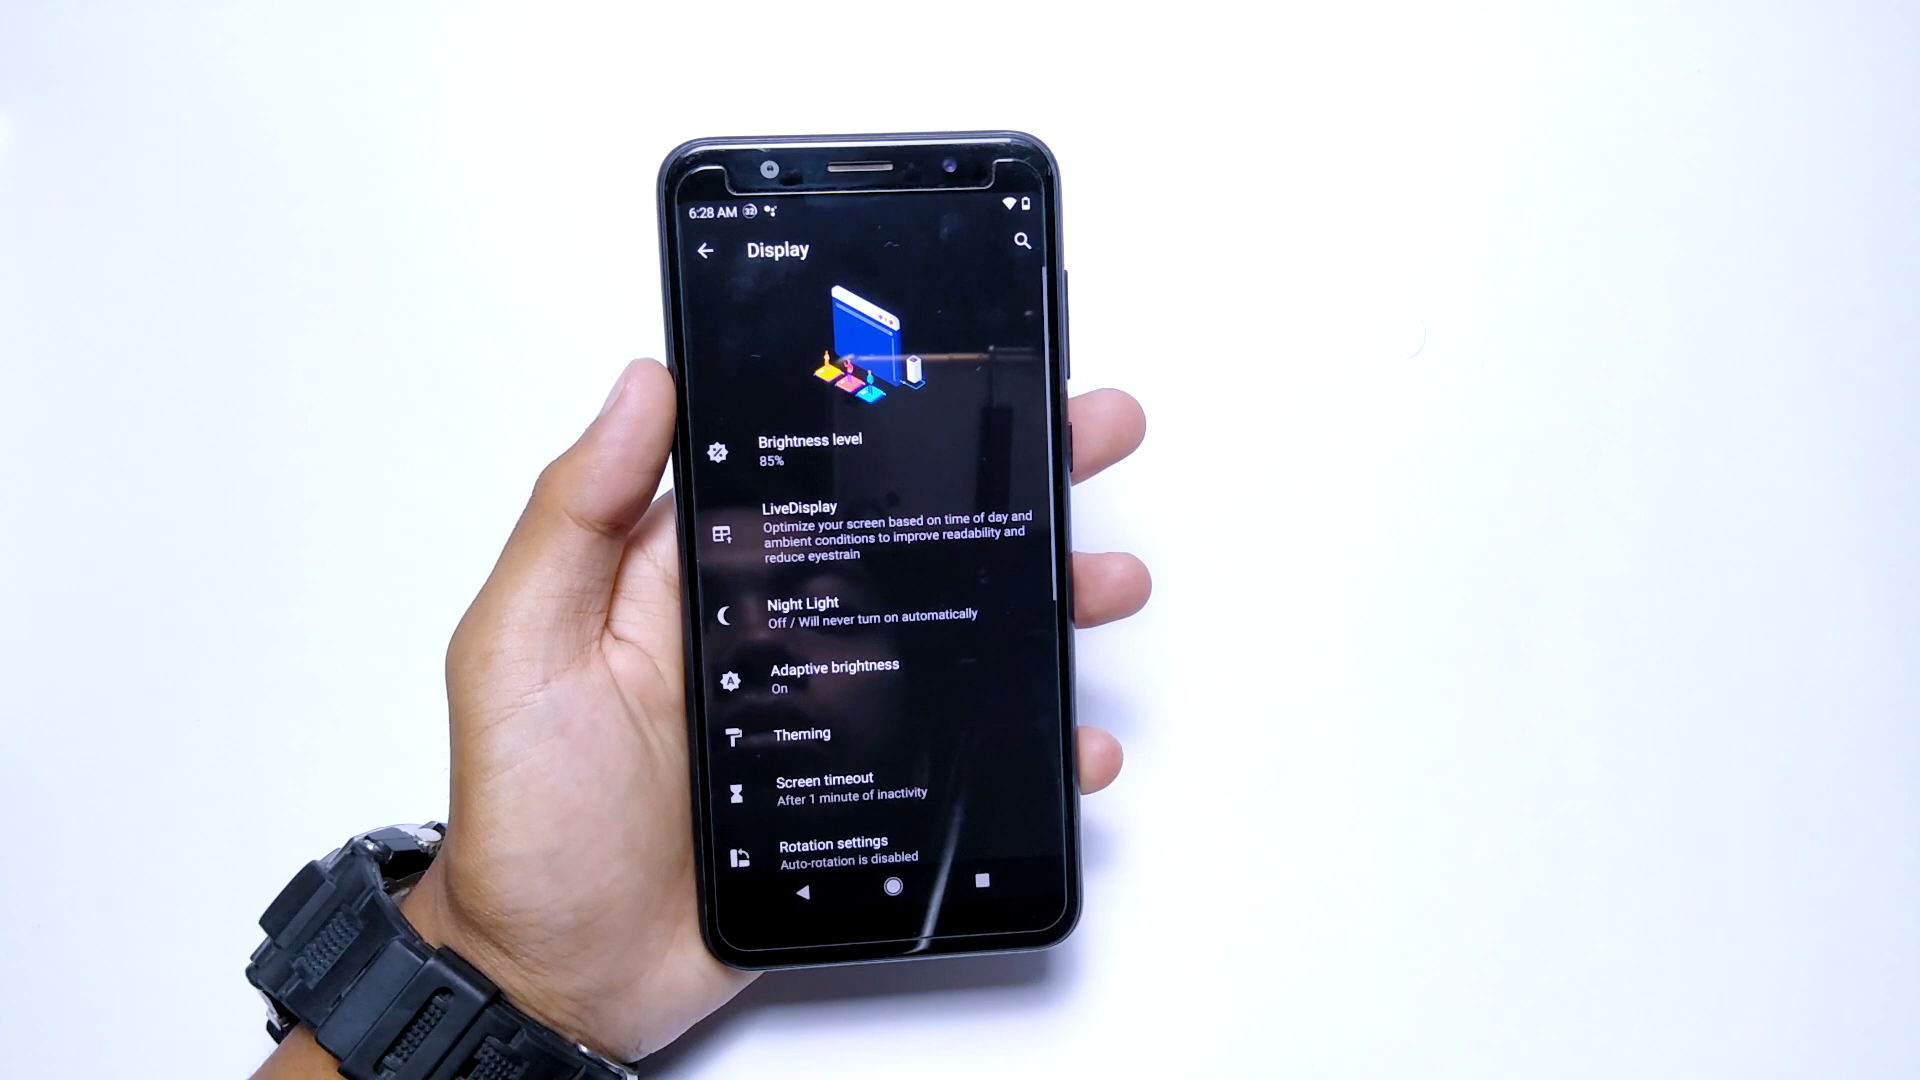 6:28 AM 32
Display
Brightness level
85%
LiveDisplay
Optimize your screen based on time of day and
ambient conditions to improve readability and
reduce eyestrain
Night Light
Off / Will never turn on automatically
A
Adaptive brightness
On
Theming
Screen timeout
After 1 minute of inactivity
Rotation settings
Auto-rotation is disabled